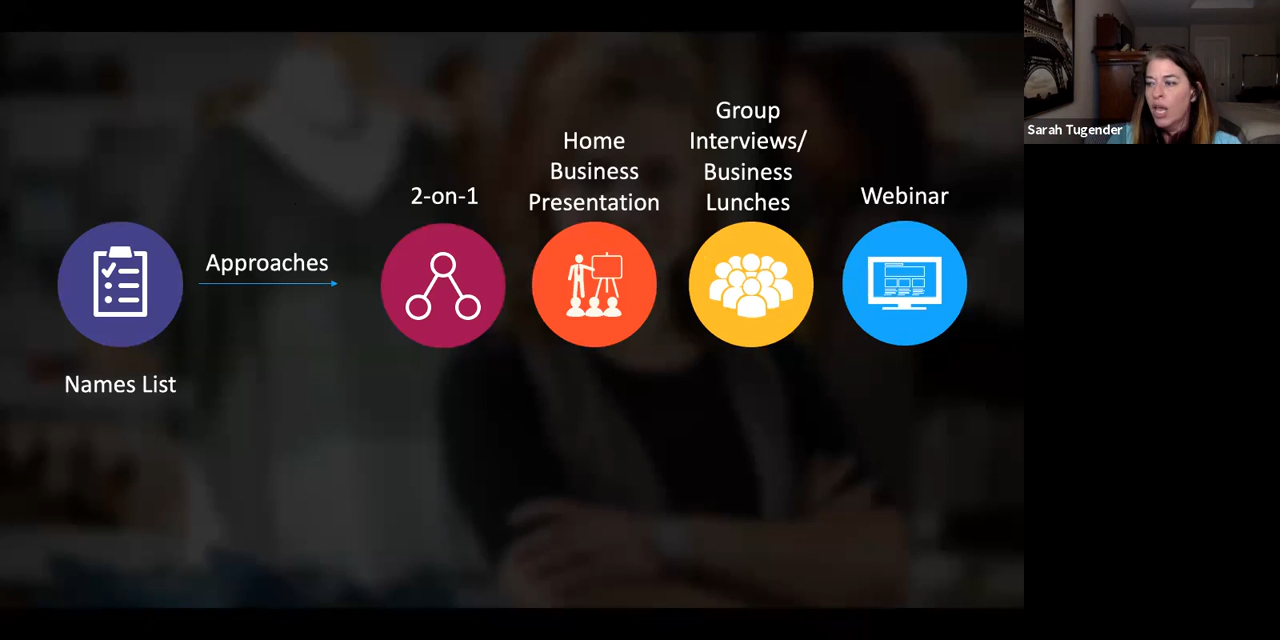 Group
Interviews/
Business
Lunches
Home
Business
Presentation
2-on-1
Webinar
Approaches
Names List
Sarah Tugender